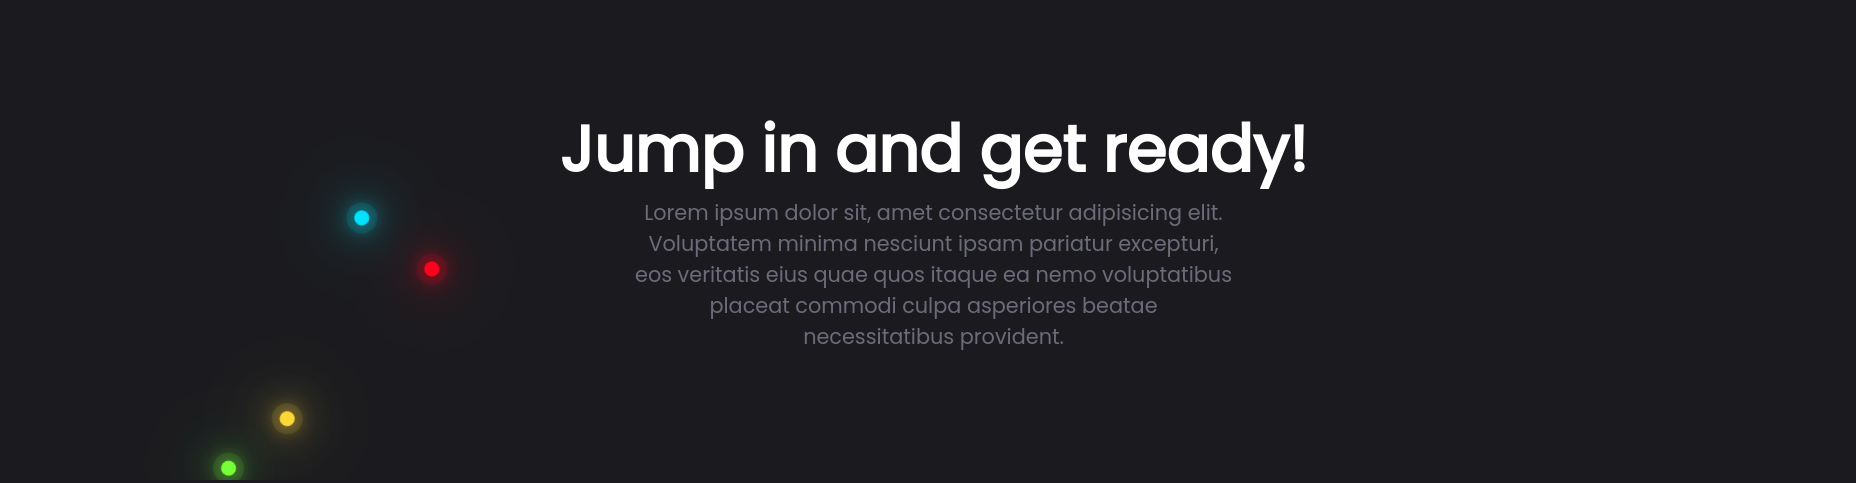 Jump in and get ready!
Lorem ipsum dolor sit, amet consectetur adipisicing elit.
Voluptatem minima nesciunt ipsam pariatur excepturi,
eos veritatis eius quae quos itaque ea nemo voluptatibus
placeat commodi culpa asperiores beatae
necessitatibus provident.